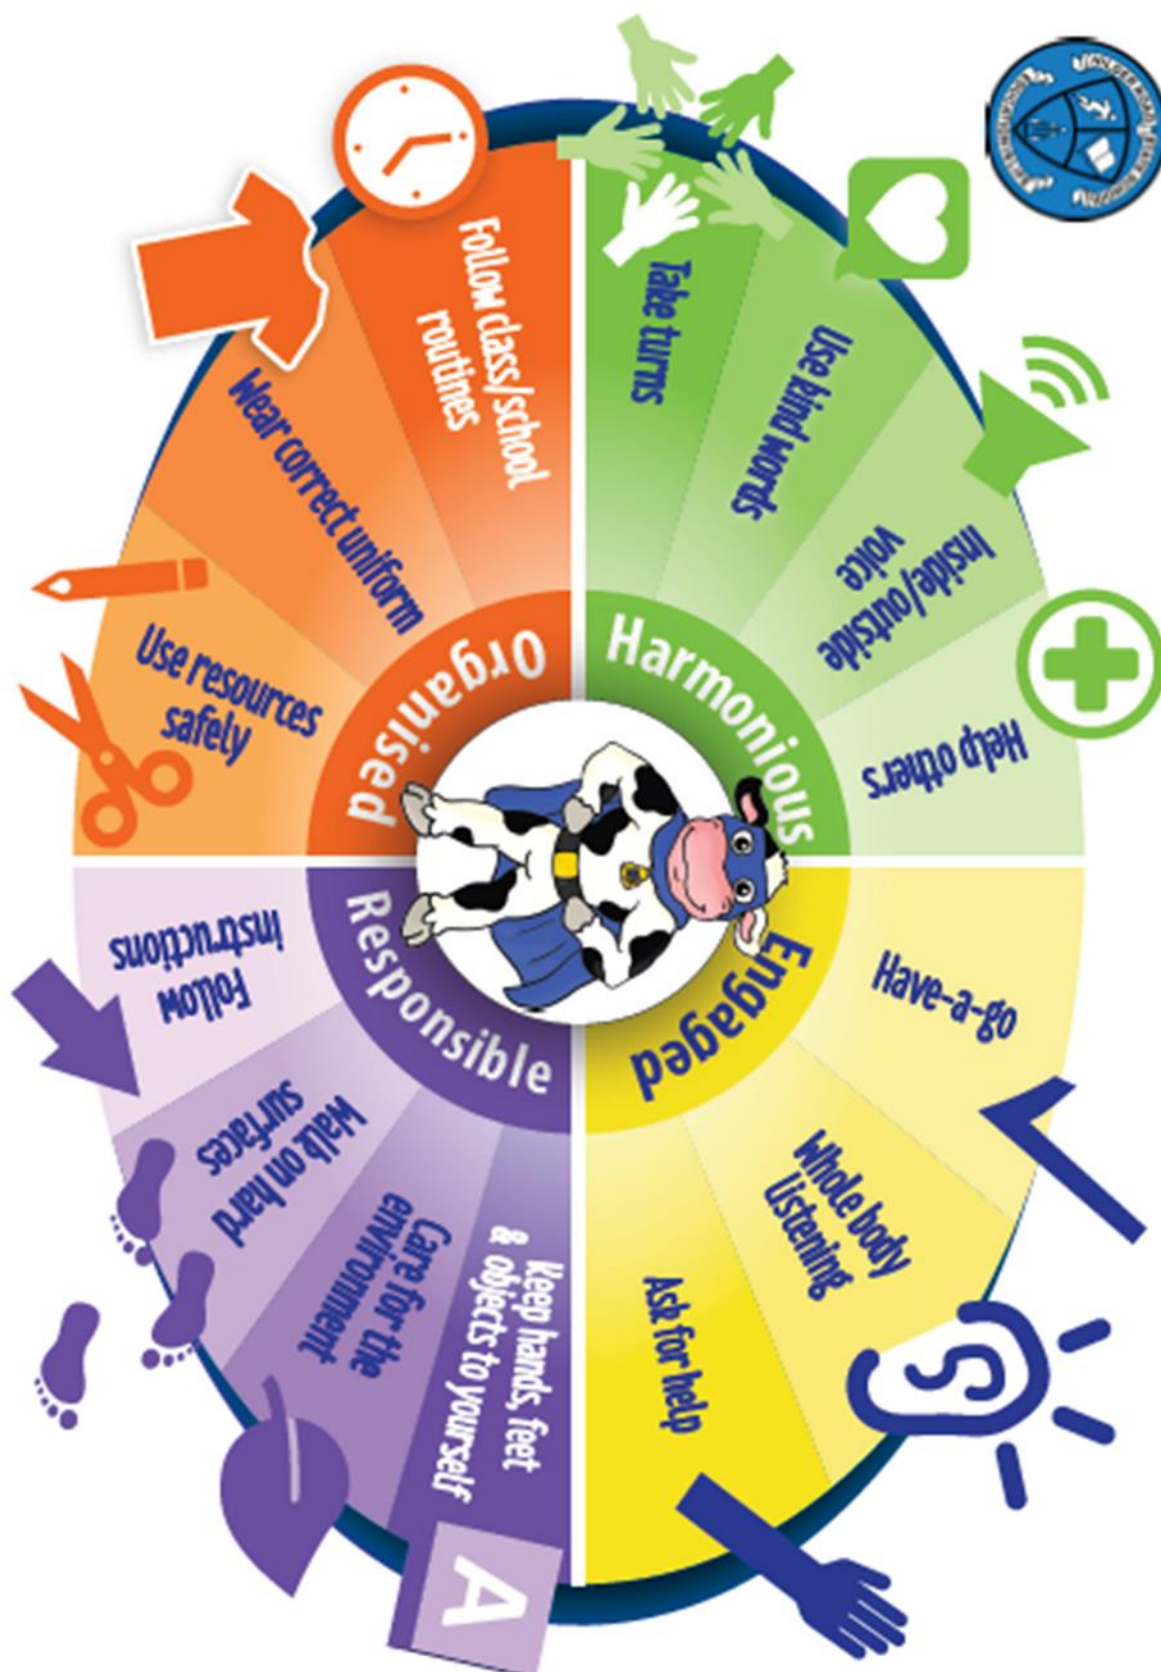 Harmonious
Take turns
Use kind words
Inside/outside
voice
Help others
Engaged
Have-a-go
Whole body
listening
Ask for help
Responsible
Keep hands, feet
& objects to yourself
Care for the
environment
Walk on hard
surfaces
Follow
instructions
Organised
Use resources
safely
Wear correct uniform
Follow class/school
routines
A